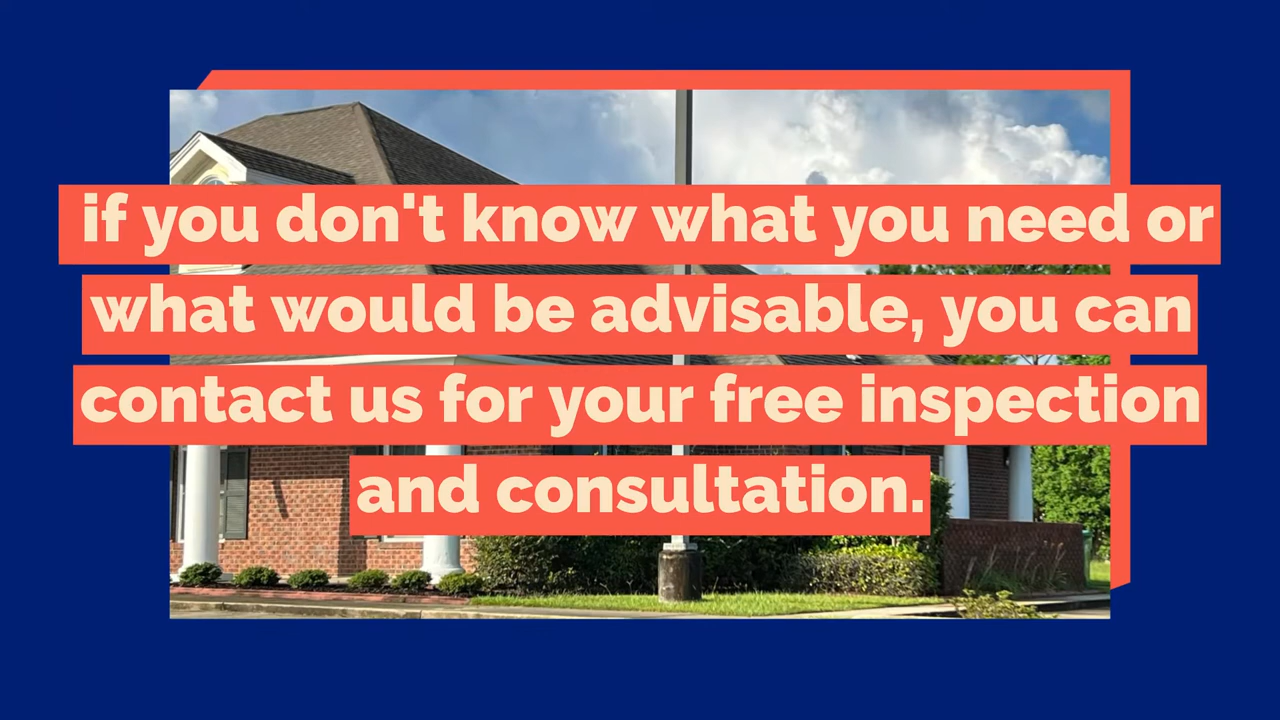 if you don't know what you need or
what would be advisable, you can
contact us for your free inspection
and consultation.